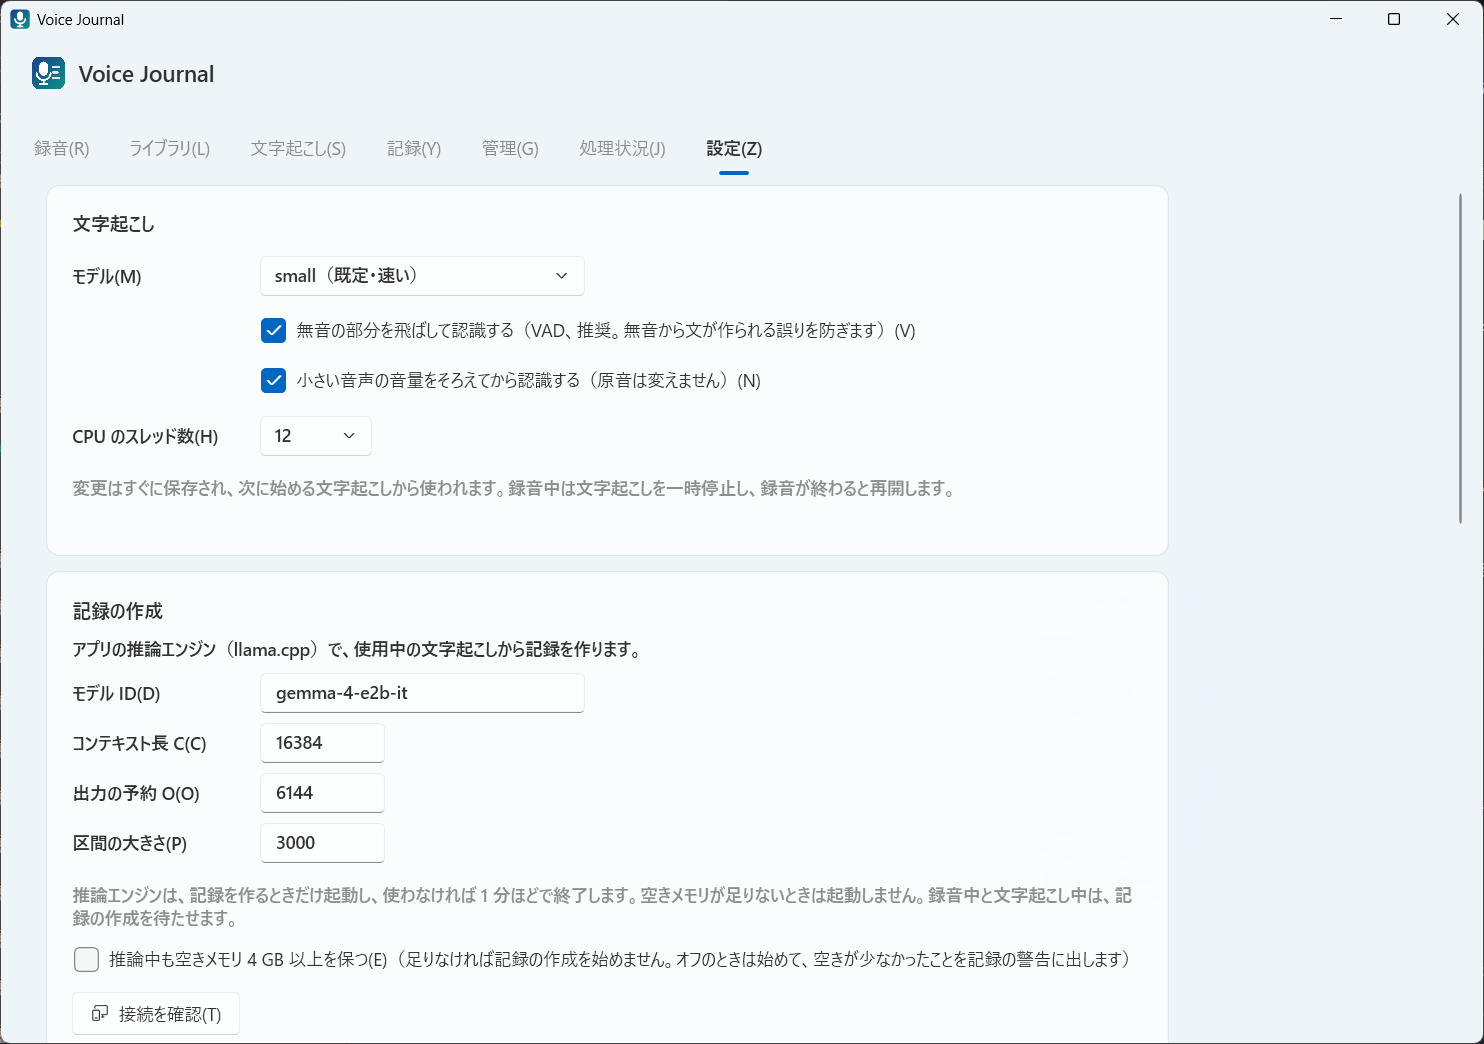 Voice Journal
Voice Journal
録音(R) ライブラリ(L) 文字起こし(S) 記録(Y) 管理(G) 処理状況(J) 設定(Z)
文字起こし
モデル(M) small（既定・速い）
無音の部分を飛ばして認識する（VAD、推奨。無音から文が作られる誤りを防ぎます）(V)
小さい音声の音量をそろえてから認識する（原音は変えません）(N)
CPU のスレッド数(H) 12
変更はすぐに保存され、次に始める文字起こしから使われます。録音中は文字起こしを一時停止し、録音が終わると再開します。
記録の作成
アプリの推論エンジン（llama.cpp）で、使用中の文字起こしから記録を作ります。
モデル ID(D) gemma-4-e2b-it
コンテキスト長 C(C) 16384
出力の予約 O(O) 6144
区間の大きさ(P) 3000
推論エンジンは、記録を作るときだけ起動し、使わなければ 1 分ほどで終了します。空きメモリが足りないときは起動しません。録音中と文字起こし中は、記
録の作成を待たせます。
推論中も空きメモリ 4 GB 以上を保つ(E)（足りなければ記録の作成を始めません。オフのときは始めて、空きが少なかったことを記録の警告に出します）
接続を確認(T)